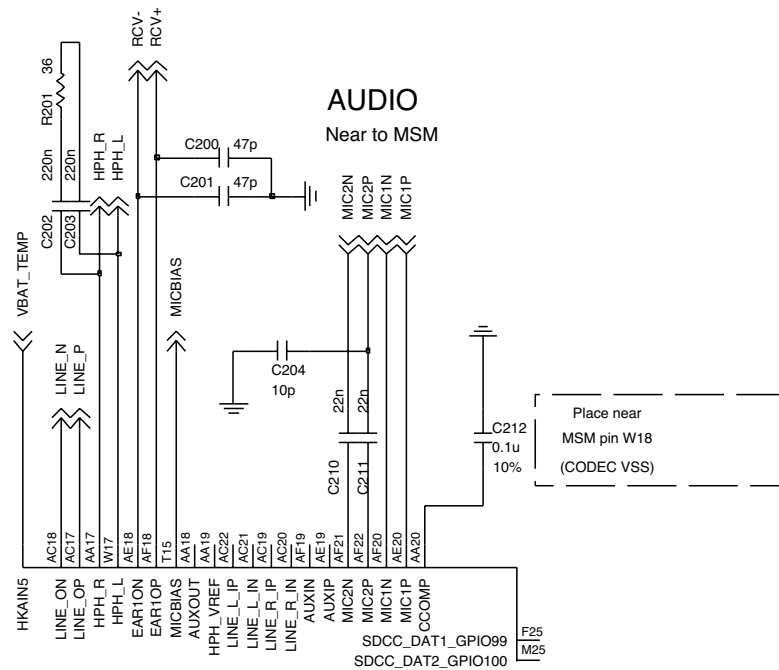 RCV-
RCV+
36
R201
220n
220n
HPH_R
HPH_L
C202
C203
AUDIO
Near to MSM
C200
47p
C201
47p
MIC2N
MIC2P
MIC1N
MIC1P
VBAT_TEMP
MICBIAS
LINE_N
LINE_P
C204
10p
22n
22n
C210
C211
C212
0.1u
10%
Place near
MSM pin W18
(CODEC VSS)
AC18
AC17
AA17
W17
AE18
AF18
T15
AA18
AA19
AC22
AC21
AC19
AC20
AF19
AE19
AF21
AF22
AF20
AE20
AA20
HKAIN5
LINE_ON
LINE_OP
HPH_R
HPH_L
EAR1ON
EAR1OP
MICBIAS
AUXOUT
HPH_VREF
LINE_L_IP
LINE_L_IN
LINE_R_IP
LINE_R_IN
AUXIN
AUXIP
MIC2N
MIC2P
MIC1N
MIC1P
CCOMP
SDCC_DAT1_GPIO99
F25
SDCC_DAT2_GPIO100
M25